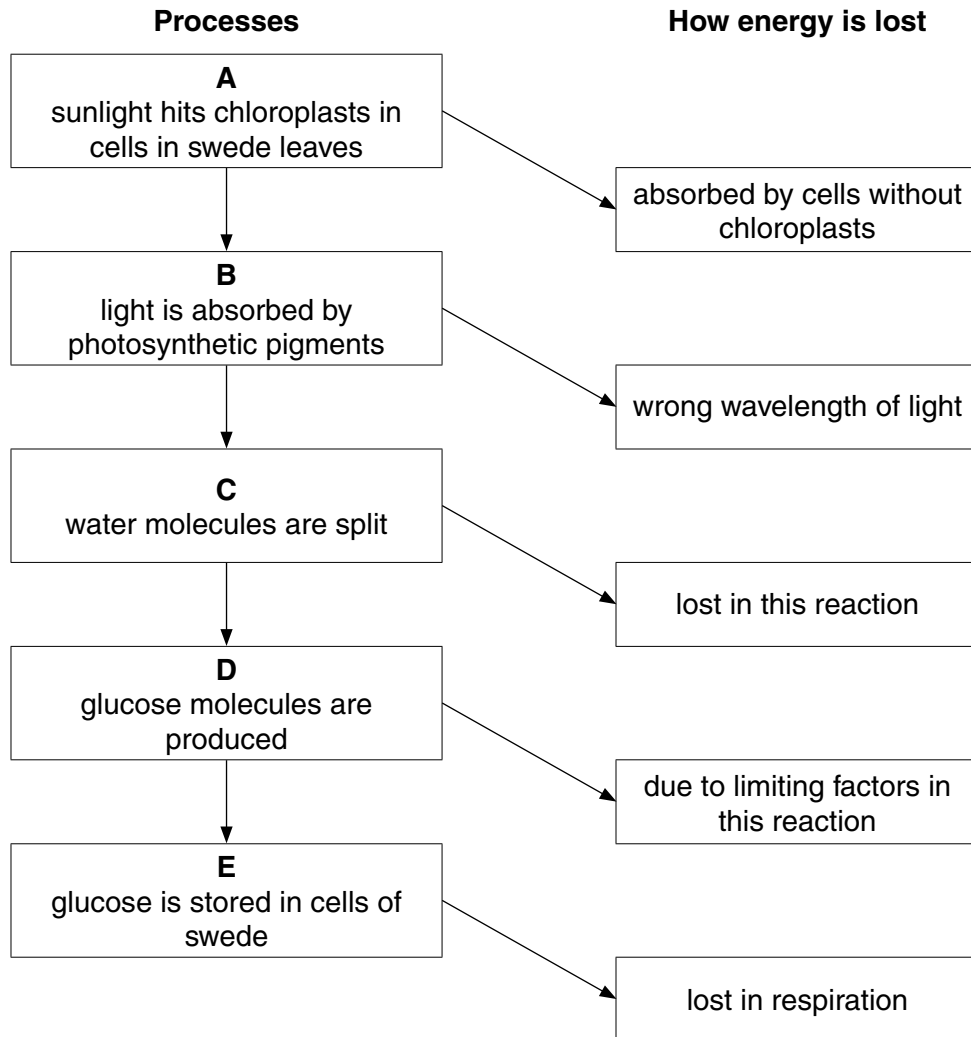 Processes
How energy is lost
A
sunlight hits chloroplasts in
cells in swede leaves
absorbed by cells without
chloroplasts
B
light is absorbed by
photosynthetic pigments
wrong wavelength of light
C
water molecules are split
lost in this reaction
D
glucose molecules are
produced
due to limiting factors in
this reaction
E
glucose is stored in cells of
swede
lost in respiration